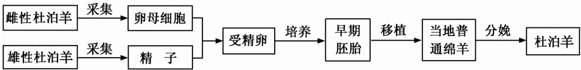 雌性杜泊羊 采集 卵母细胞
雄性杜泊羊 采集 精 子
受精卵 培养 早期胚胎 移植 当地普通绵羊 分娩 杜泊羊